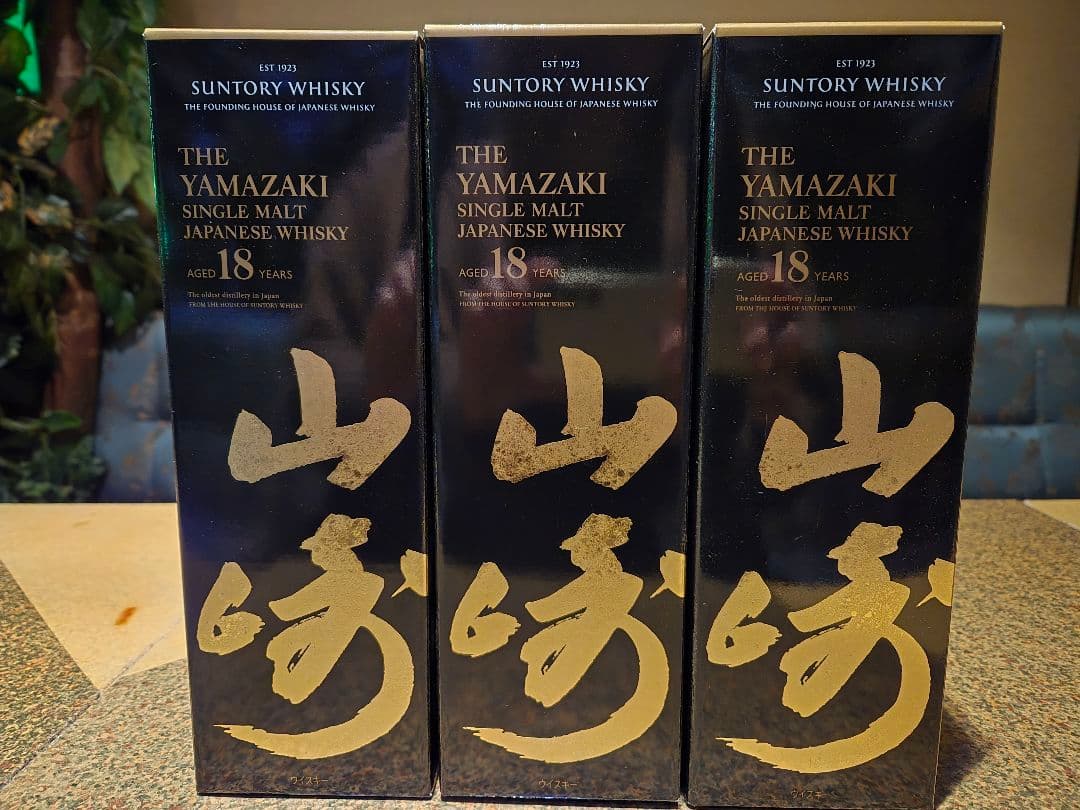 EST 1923
SUNTORY WHISKY
THE FOUNDING HOUSE OF JAPANESE WHISKY
THE
YAMAZAKI
SINGLE MALT
JAPANESE WHISKY
AGED 18 YEARS
The oldest distillery in Japan
FROM THE HOUSE OF SUNTORY WHISKY
山崎
ウイスキー
EST 1923
SUNTORY WHISKY
THE FOUNDING HOUSE OF JAPANESE WHISKY
THE
YAMAZAKI
SINGLE MALT
JAPANESE WHISKY
AGED 18 YEARS
The oldest distillery in Japan
FROM THE HOUSE OF SUNTORY WHISKY
山崎
ウイスキー
EST 1923
SUNTORY WHISKY
THE FOUNDING HOUSE OF JAPANESE WHISKY
THE
YAMAZAKI
SINGLE MALT
JAPANESE WHISKY
AGED 18 YEARS
The oldest distillery in Japan
FROM THE HOUSE OF SUNTORY WHISKY
山崎
ウイスキー